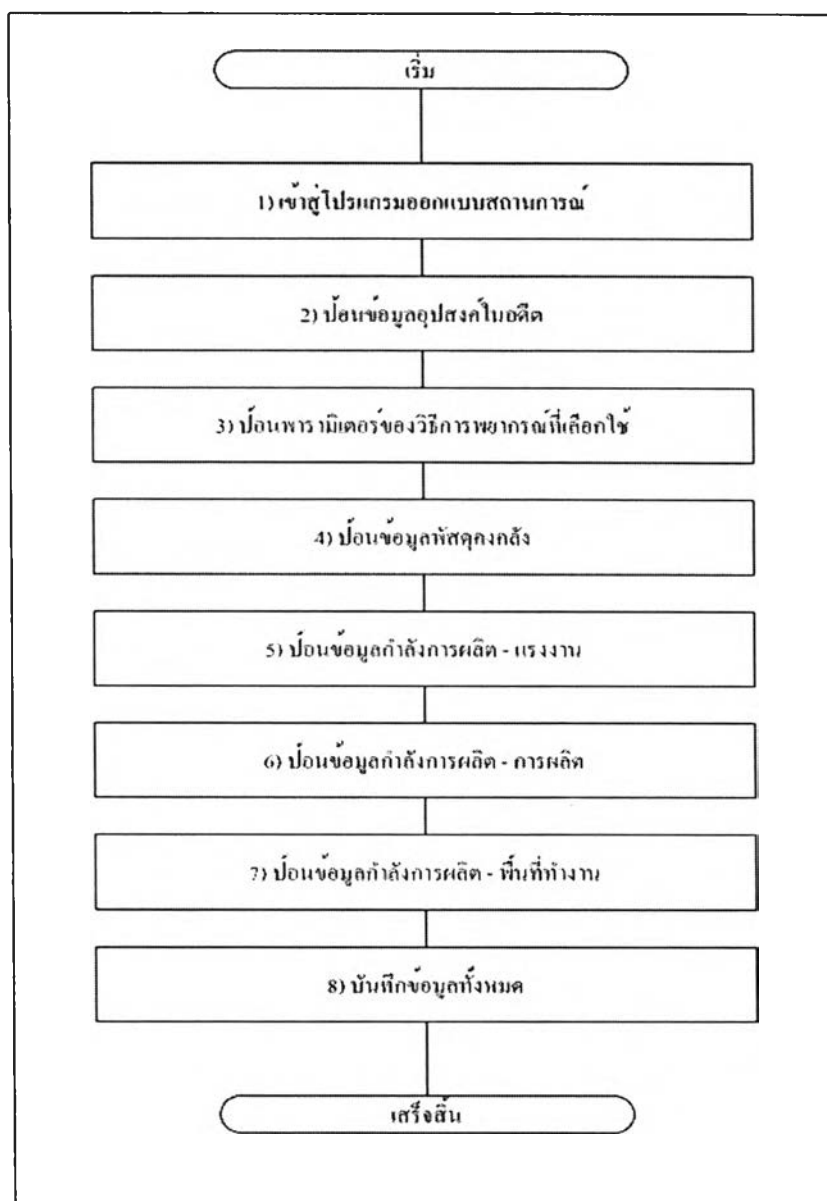 เริ่ม
1) เข้าสู่โปรแกรมออกแบบสถานการณ์
2) ป้อนข้อมูลอุปสงค์ในอดีต
3) ป้อนพารามิเตอร์ของวิธีการพยากรณ์ที่เลือกใช้
4) ป้อนข้อมูลพัสดุคงคลัง
5) ป้อนข้อมูลกำลังการผลิต - แรงงาน
6) ป้อนข้อมูลกำลังการผลิต - การผลิต
7) ป้อนข้อมูลกำลังการผลิต - พื้นที่ทำงาน
8) บันทึกข้อมูลทั้งหมด
เสร็จสิ้น